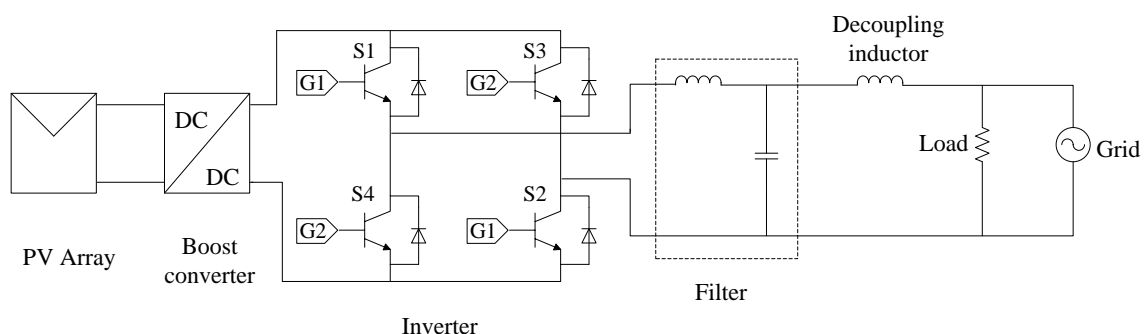 Decoupling
inductor
S1
S3
G1
G2
DC
DC
Load
Grid
S4
S2
G2
G1
PV Array
Boost
converter
Filter
Inverter